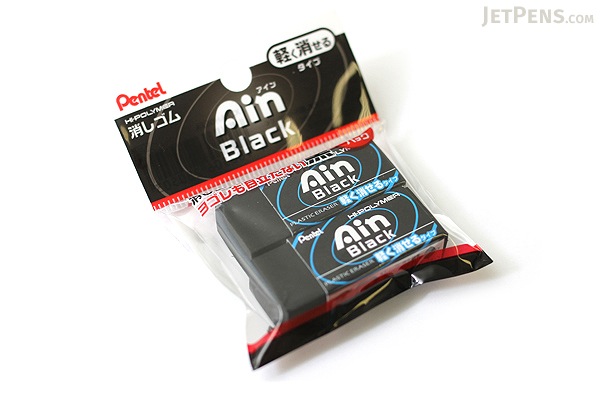 JETPENS.COM
軽く消せる
タイプ
Pentel
HI-POLYMER
消しゴム
アイン
Ain
Black
ヨゴレも目立たない
Ain
Black
PLASTIC ERASER 軽く消せるタイプ
Pentel
HI-POLYMER
Ain
Black
PLASTIC ERASER 軽く消せるタイプ